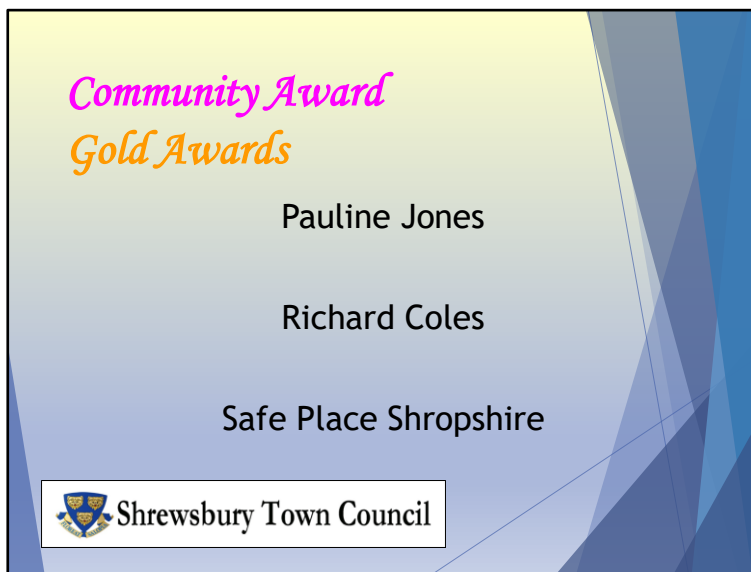 Community Award
Gold Awards
Pauline Jones
Richard Coles
Safe Place Shropshire
Shrewsbury Town Council